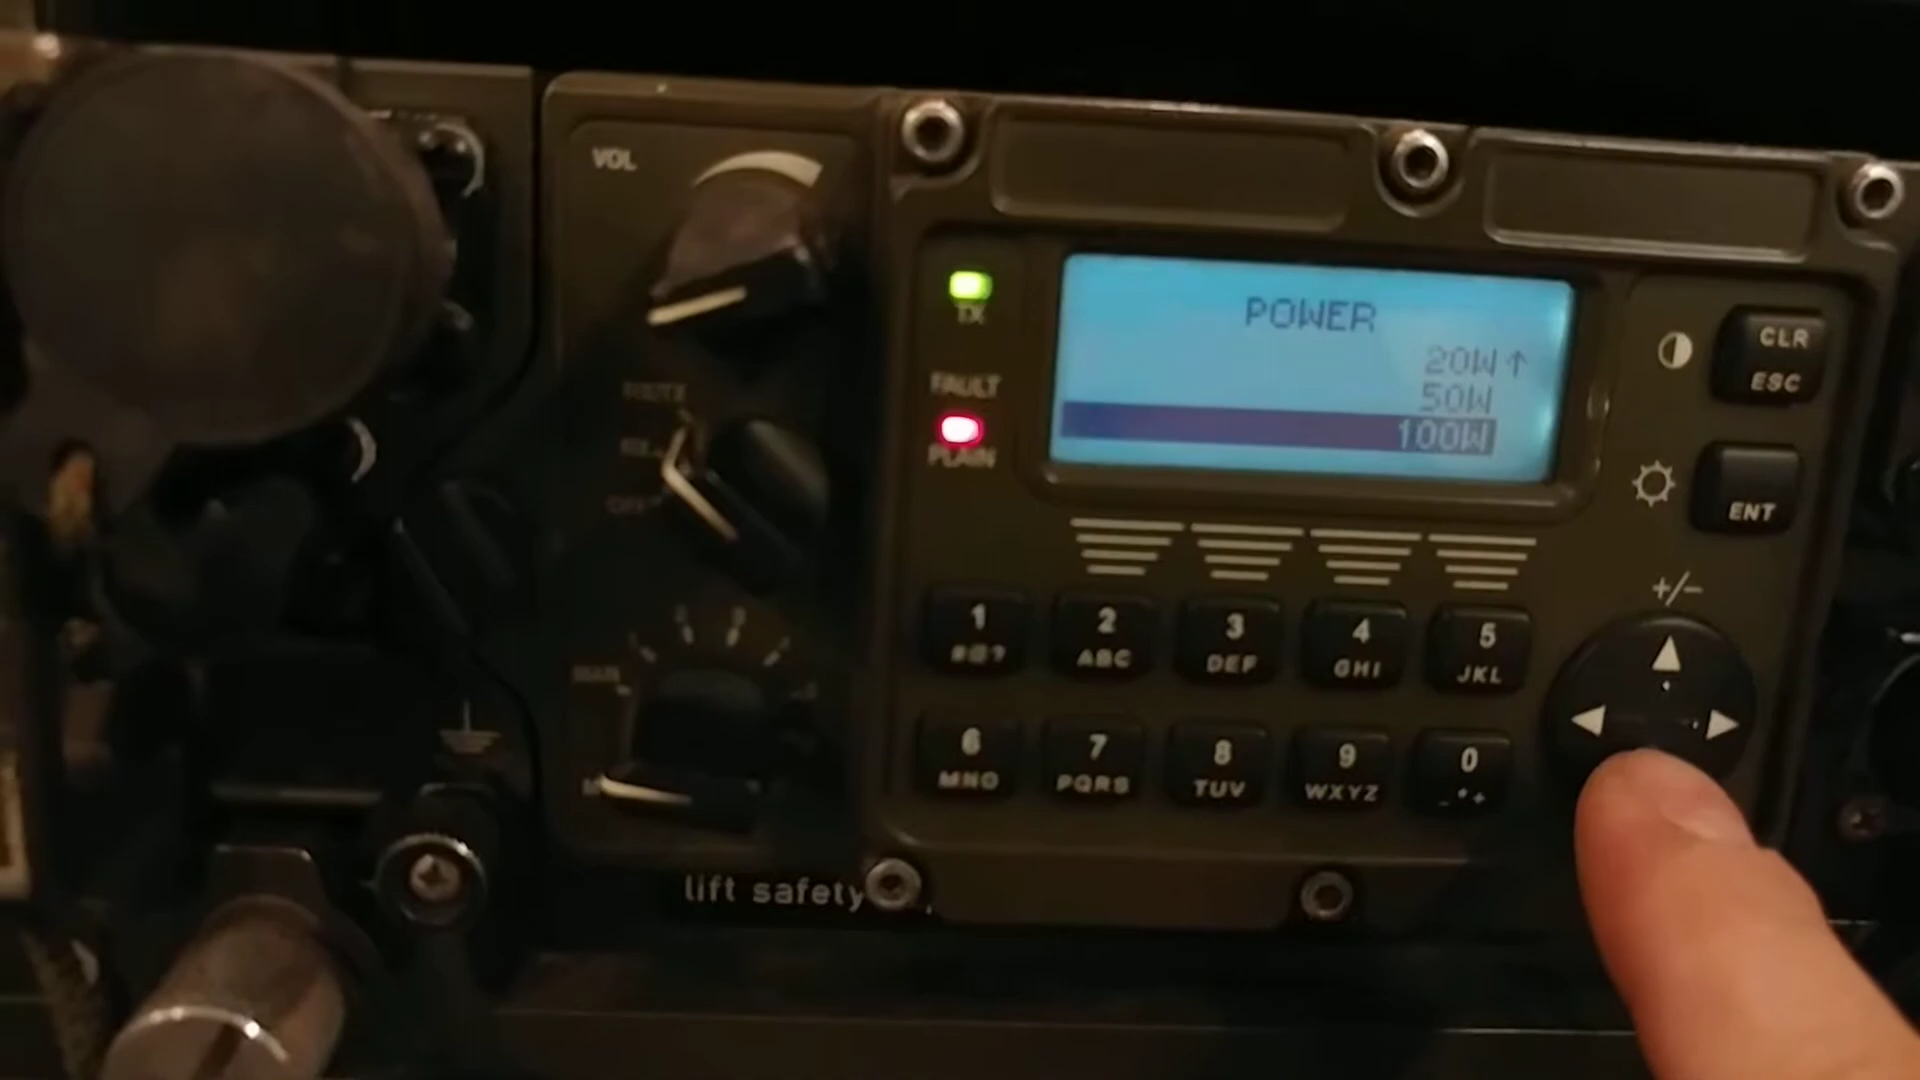 VOL
TX
FAULT
PLAIN
POWER
20W↑
50W
100W
CLR
ESC
ENT
+/−
1
#@?
2
ABC
3
DEF
4
GHI
5
JKL
6
MNO
7
PQRS
8
TUV
9
WXYZ
0
_*+
lift safety